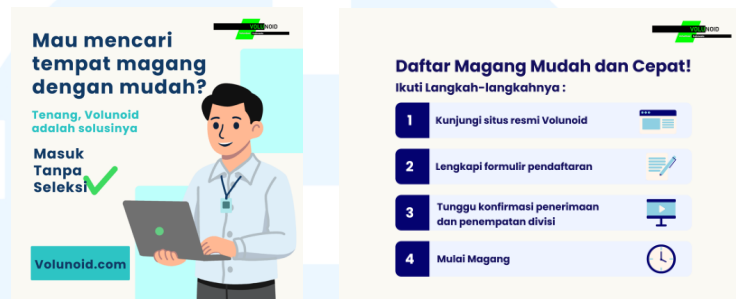 VOLUNOID
Mau mencari
tempat magang
dengan mudah?
Tenang, Volunoid
adalah solusinya
Masuk
Tanpa
Seleksi
Volunoid.com
VOLUNOID
Daftar Magang Mudah dan Cepat!
Ikuti Langkah-langkahnya :
1 Kunjungi situs resmi Volunoid
2 Lengkapi formulir pendaftaran
3 Tunggu konfirmasi penerimaan
dan penempatan divisi
4 Mulai Magang